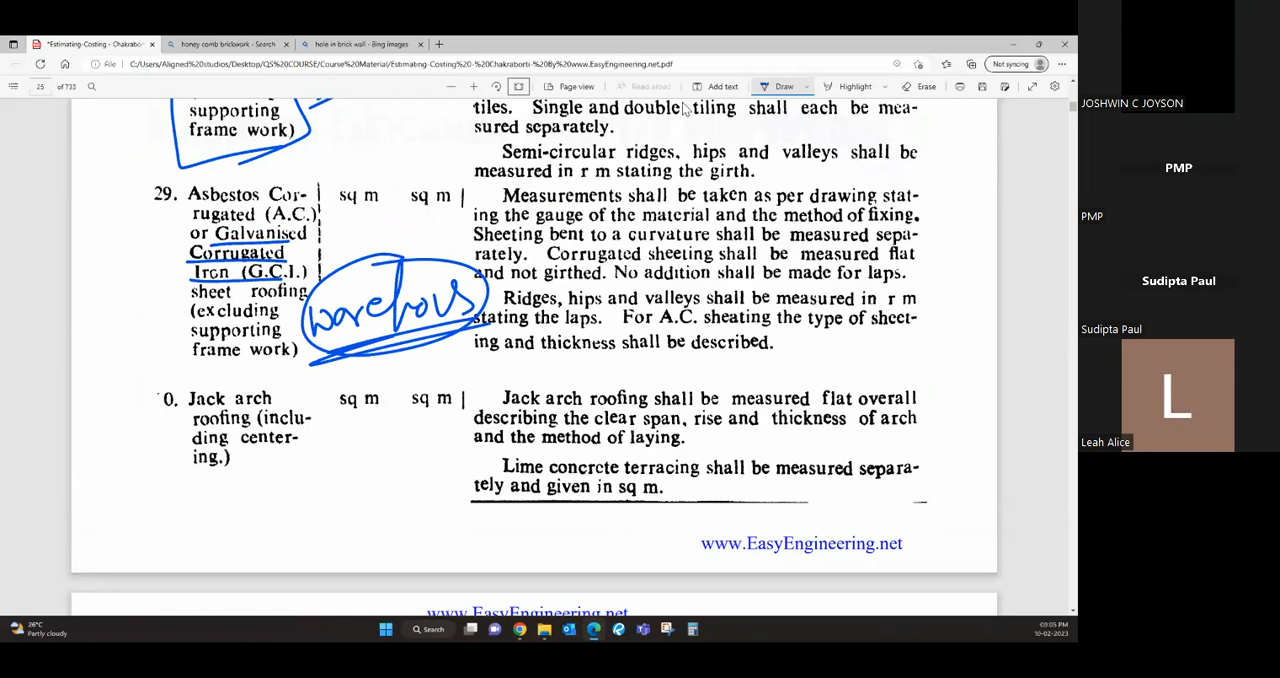 *Estimating-Costing - Chakrabor
honey comb brickwork - Search
hole in brick wall - Bing images
File
C:/Users/Aligned%20studios/Desktop/QS%20COURSE/Course%20Material/Estimating-Costing%20-%20Chakraborti-%20By%20www.EasyEngineering.net.pdf
Not syncing
25 of 733
Page view
Read aloud
Add text
Draw
Highlight
Erase
supporting
frame work)
tiles. Single and double tiling shall each be mea-
sured separately.
Semi-circular ridges, hips and valleys shall be
measured in r m stating the girth.
29. Asbestos Cor-
rugated (A.C.)
or Galvanised
Corrugated
Iron (G.C.I.)
sheet roofing
(excluding
supporting
frame work)
sq m sq m
Measurements shall be taken as per drawing stat-
ing the gauge of the material and the method of fixing.
Sheeting bent to a curvature shall be measured sepa-
rately. Corrugated sheeting shall be measured flat
and not girthed. No addition shall be made for laps.
Ridges, hips and valleys shall be measured in r m
stating the laps. For A.C. sheating the type of sheet-
ing and thickness shall be described.
warehous
0. Jack arch
roofing (inclu-
ding center-
ing.)
sq m sq m
Jack arch roofing shall be measured flat overall
describing the clear span, rise and thickness of arch
and the method of laying.
Lime concrete terracing shall be measured separa-
tely and given in sq m.
www.EasyEngineering.net
www.EasyEngineering.net
26°C
Partly cloudy
Search
10-02-2023
JOSHWIN C JOYSON
PMP
PMP
Sudipta Paul
Sudipta Paul
L
Leah Alice